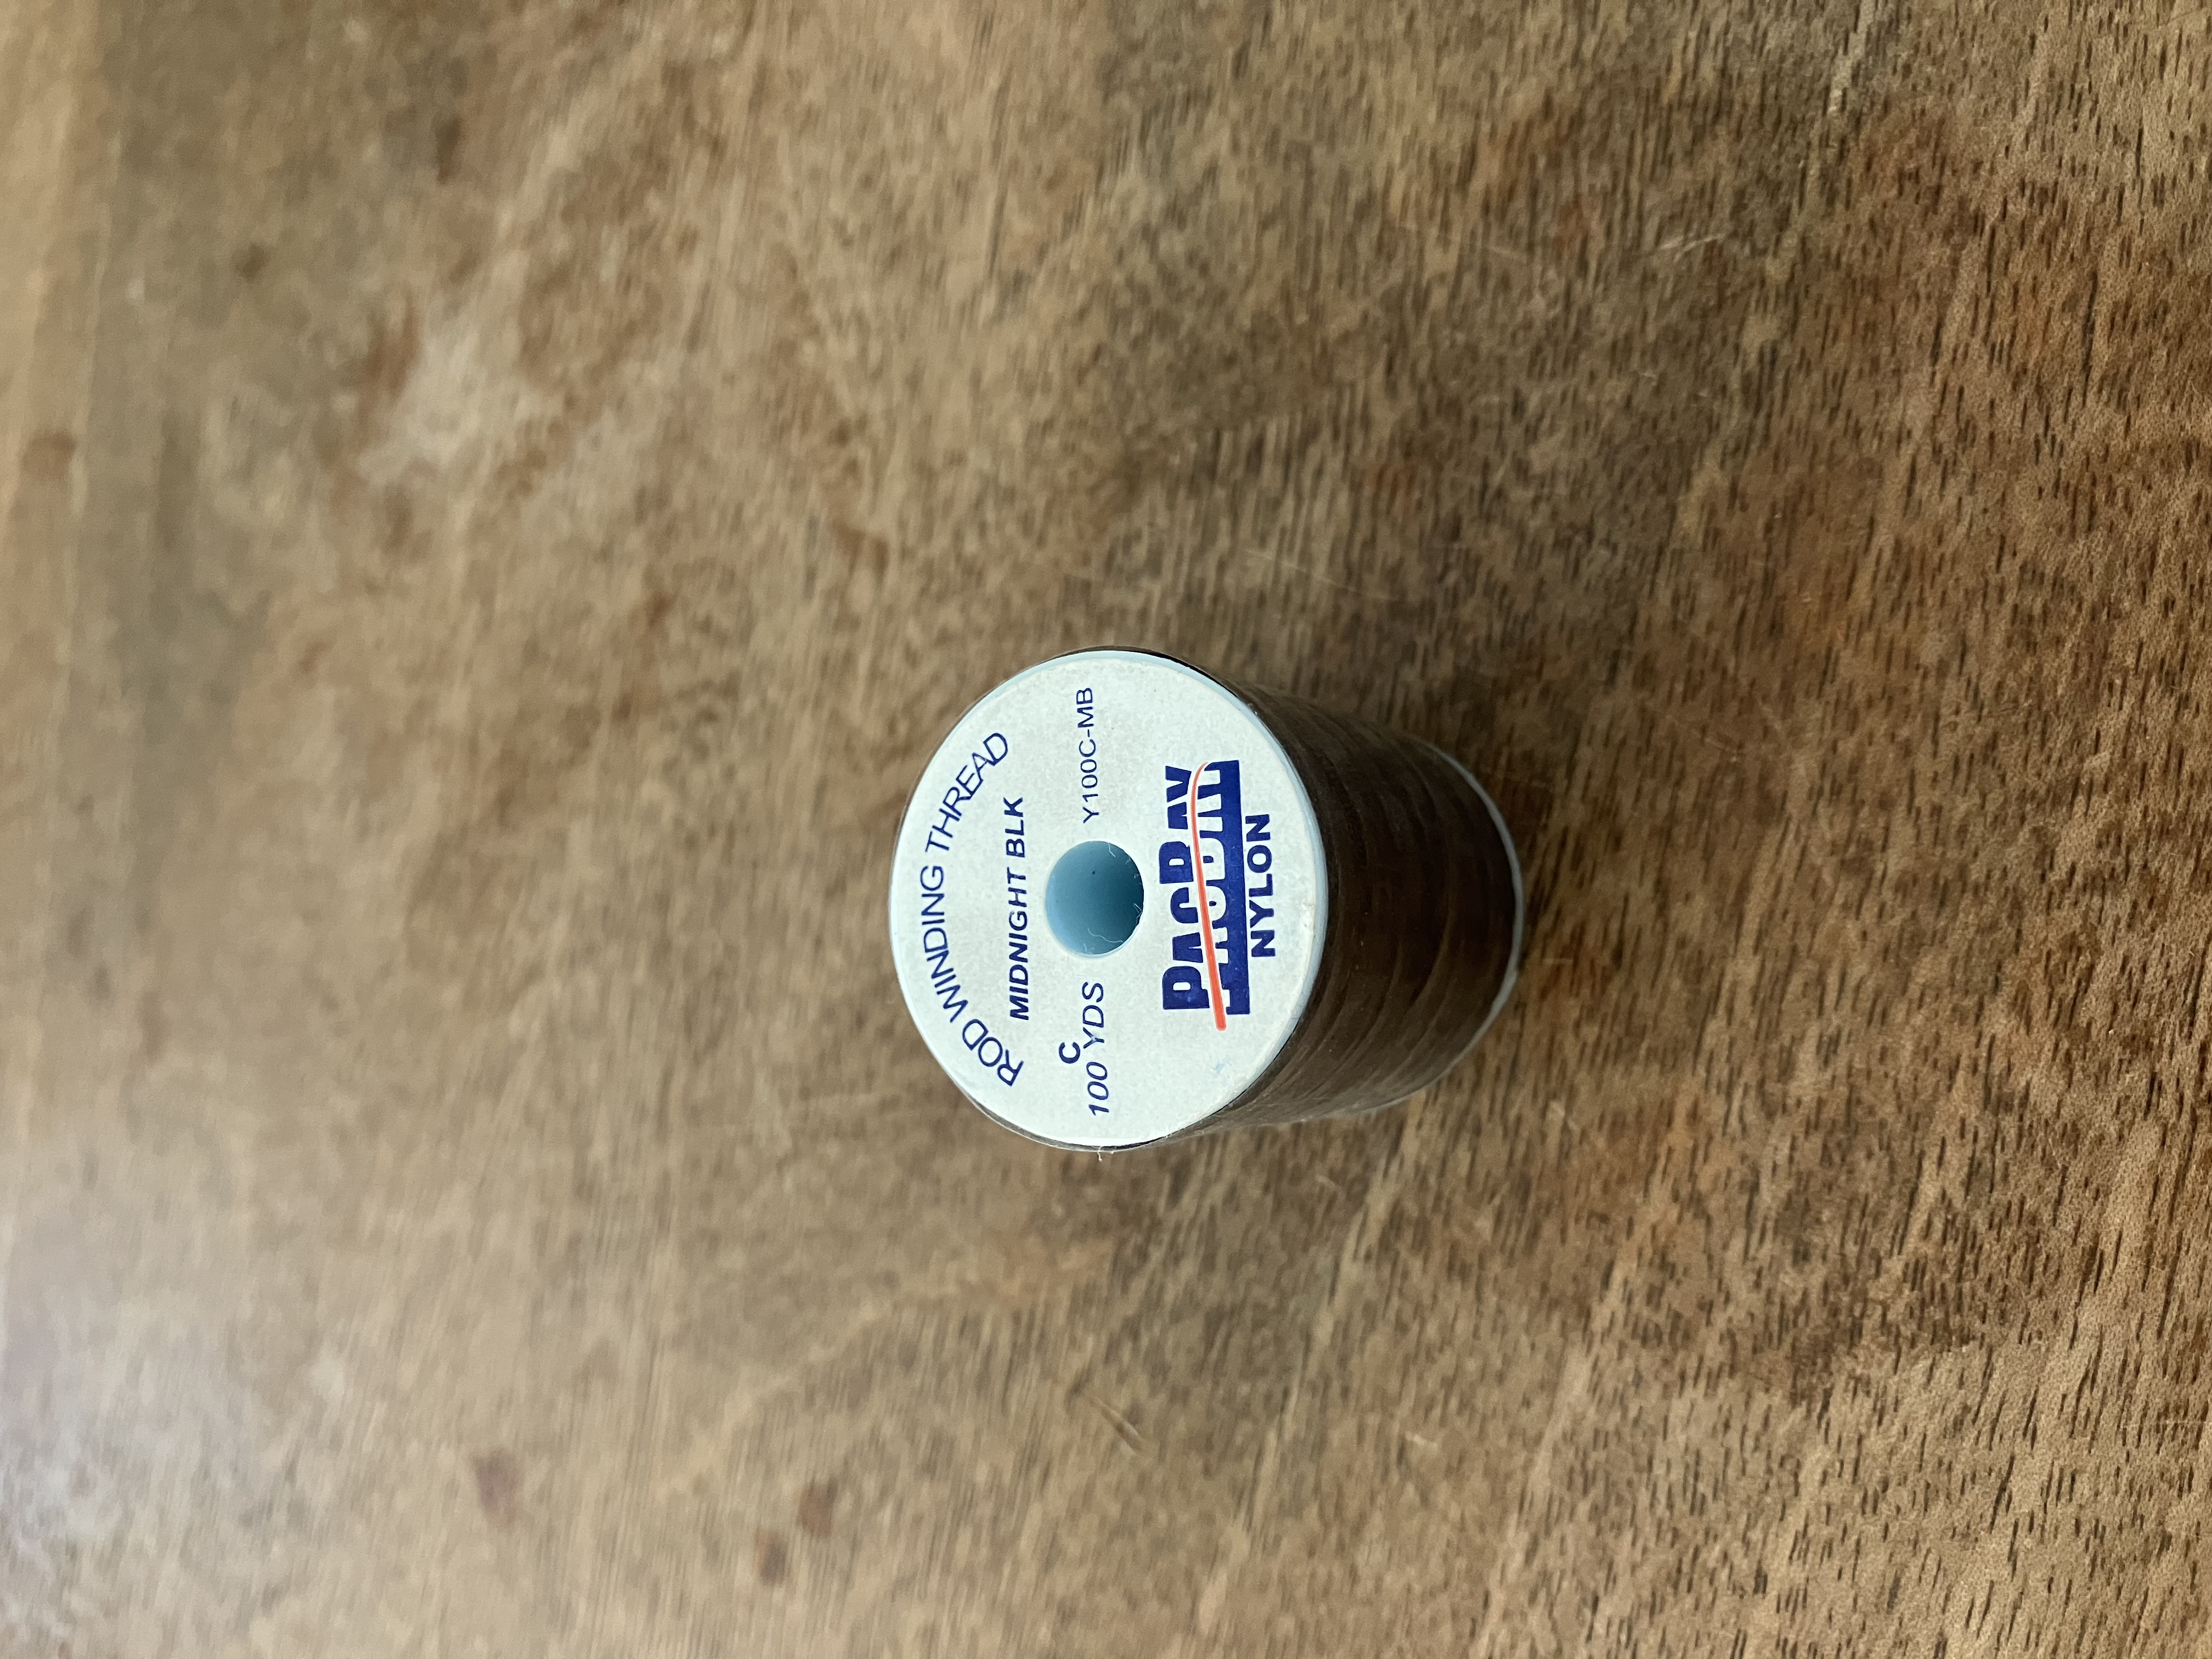 ROD WINDING THREAD
MIDNIGHT BLK
C
100 YDS
Y100C-MB
PACBAY
NYLON